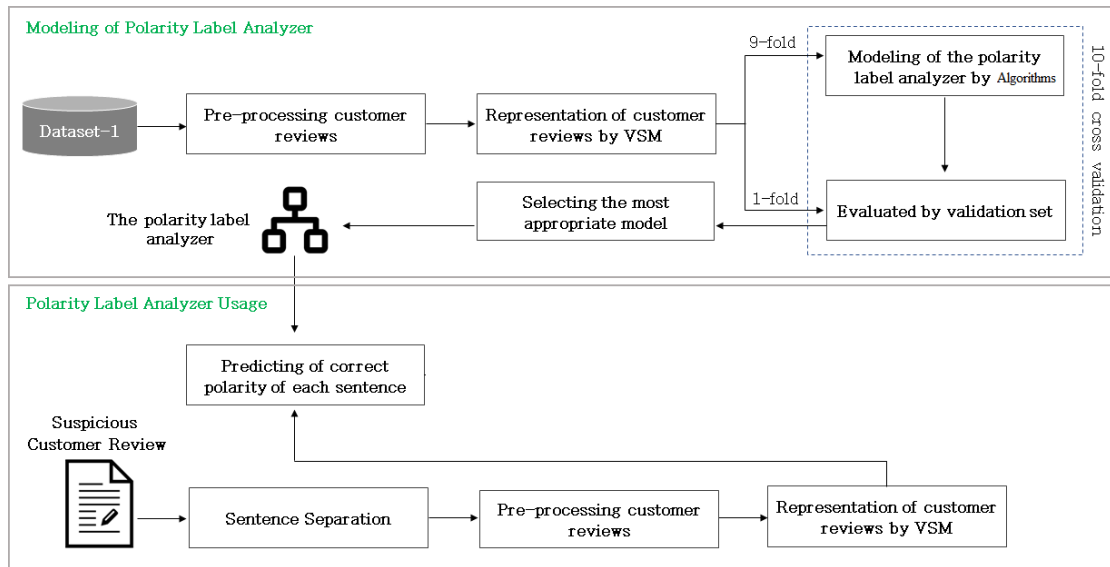 Modeling of Polarity Label Analyzer
Dataset-1
Pre-processing customer
reviews
Representation of customer
reviews by VSM
9-fold
1-fold
Modeling of the polarity
label analyzer by Algorithms
Evaluated by validation set
10-fold cross validation
Selecting the most
appropriate model
The polarity label
analyzer
Polarity Label Analyzer Usage
Predicting of correct
polarity of each sentence
Suspicious
Customer Review
Sentence Separation
Pre-processing customer
reviews
Representation of customer
reviews by VSM